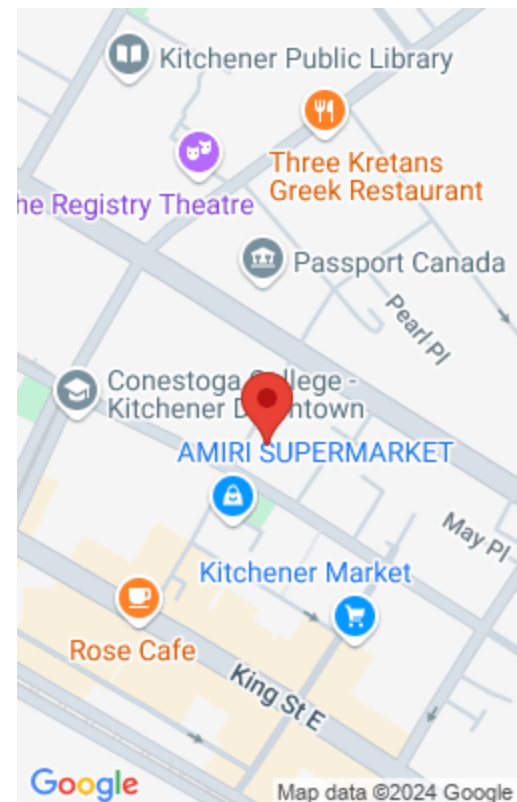 Kitchener Public Library
Three Kretans
Greek Restaurant
he Registry Theatre
Passport Canada
Pearl Pl
Conestoga College -
Kitchener Downtown
AMIRI SUPERMARKET
May Pl
Kitchener Market
Rose Cafe
King St E
Google
Map data ©2024 Google